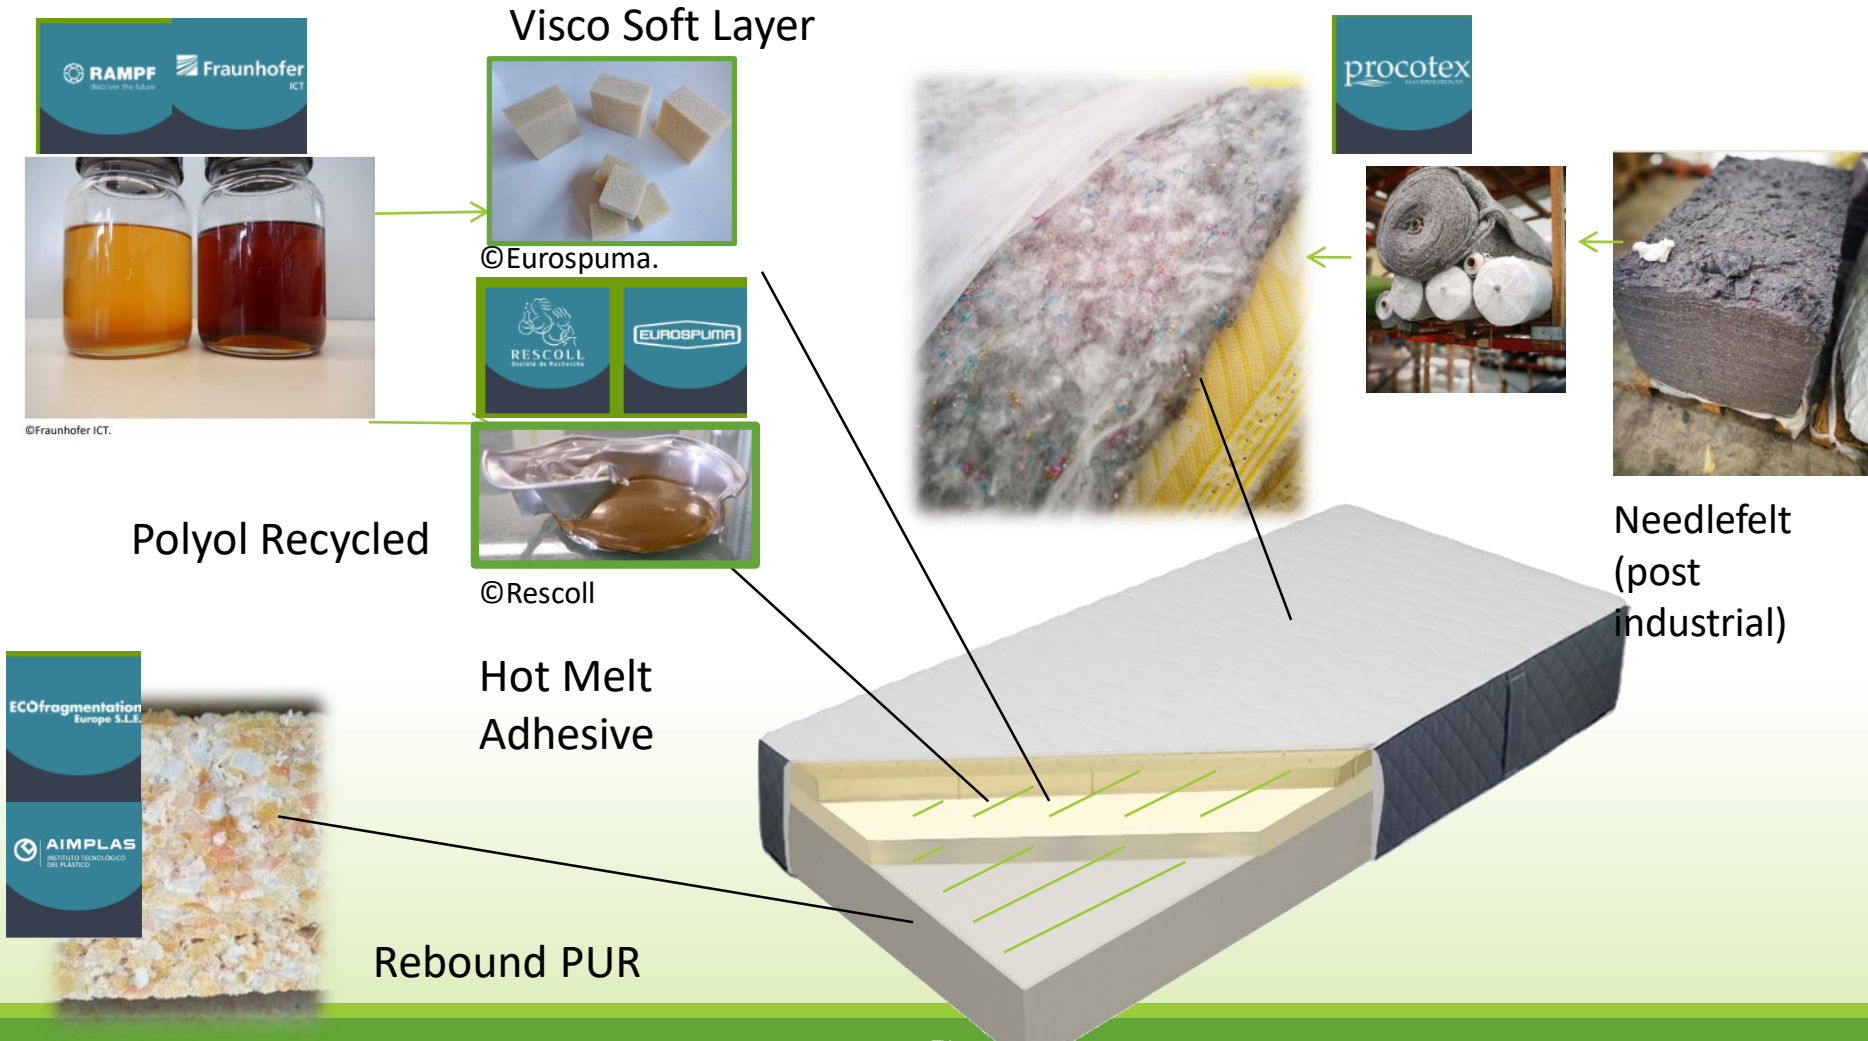 Visco Soft Layer
RAMPF
discover the future
Fraunhofer
ICT
procotex
©Eurospuma.
RESCOLL
Société de Recherche
EUROSPUMA
©Fraunhofer ICT.
Polyol Recycled
©Rescoll
Needlefelt
(post
industrial)
Hot Melt
Adhesive
ECOfragmentation
Europe S.L.E.
AIMPLAS
INSTITUTO TECNOLÓGICO
DEL PLÁSTICO
Rebound PUR